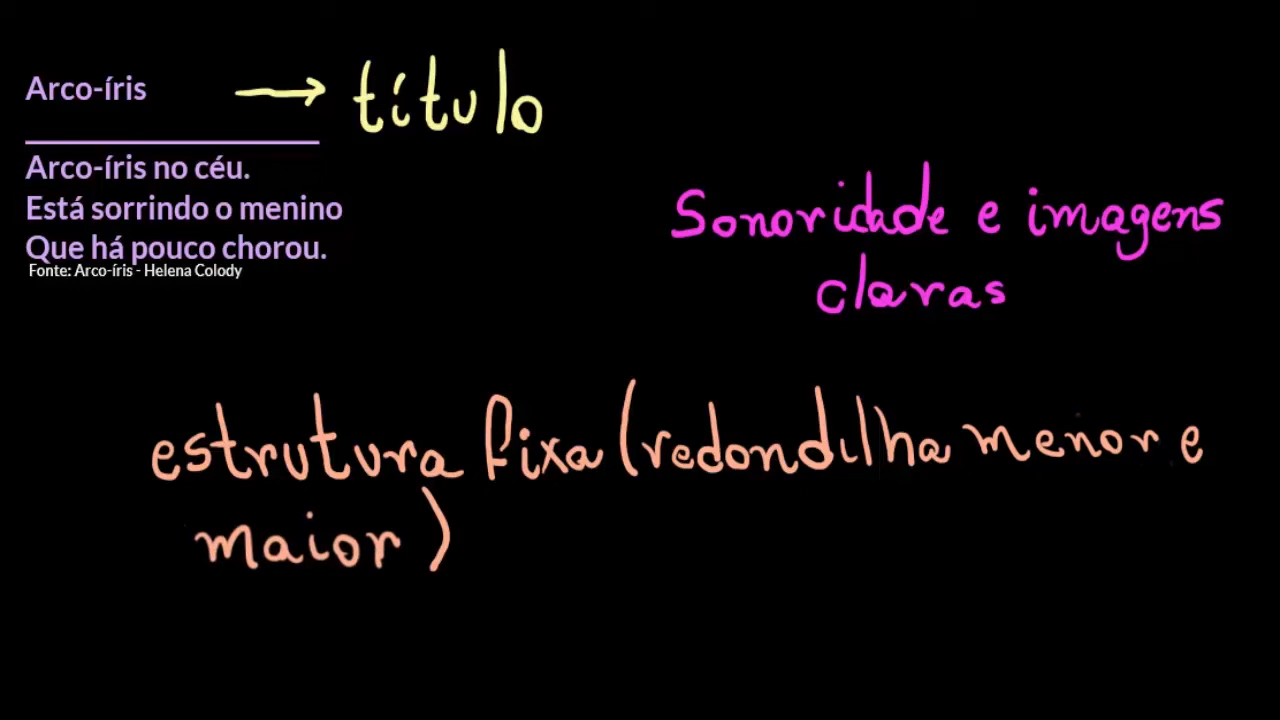 Arco-íris → título
Arco-íris no céu.
Está sorrindo o menino
Que há pouco chorou.
Fonte: Arco-íris - Helena Colody
Sonoridade e imagens
claras
estrutura fixa (redondilha menor e
maior)